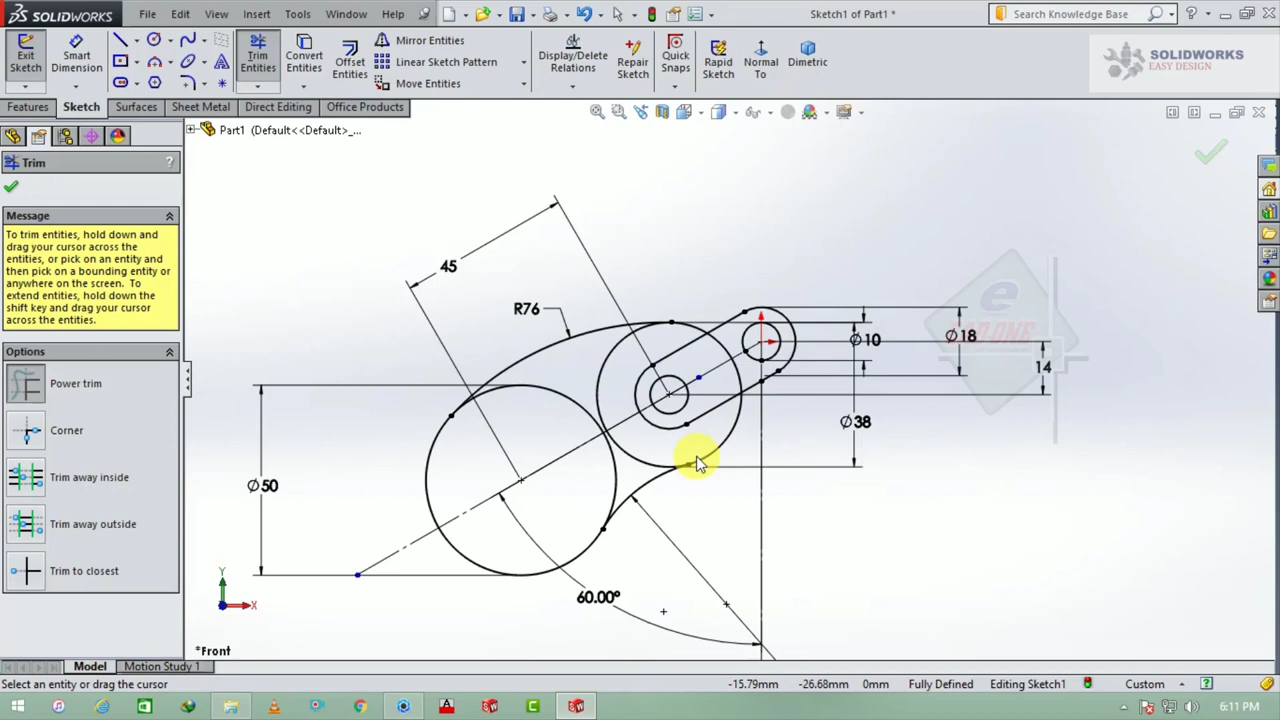 SOLIDWORKS
File
Edit
View
Insert
Tools
Window
Help
Sketch1 of Part1 *
Search Knowledge Base
Exit Sketch
Smart Dimension
Trim Entities
Convert Entities
Offset Entities
Mirror Entities
Linear Sketch Pattern
Move Entities
Display/Delete Relations
Repair Sketch
Quick Snaps
Rapid Sketch
Normal To
Dimetric
SOLIDWORKS
EASY DESIGN
Features
Sketch
Surfaces
Sheet Metal
Direct Editing
Office Products
Part1 (Default<<Default>_...
Trim
?
Message
To trim entities, hold down and
drag your cursor across the
entities, or pick on an entity and
then pick on a bounding entity or
anywhere on the screen. To
extend entities, hold down the
shift key and drag your cursor
across the entities.
Options
Power trim
Corner
Trim away inside
Trim away outside
Trim to closest
45
R76
Ø10
Ø18
14
Ø38
Ø50
60.00°
Y
X
*Front
Model
Motion Study 1
Select an entity or drag the cursor
-15.79mm
-26.68mm
0mm
Fully Defined
Editing Sketch1
Custom
6:11 PM